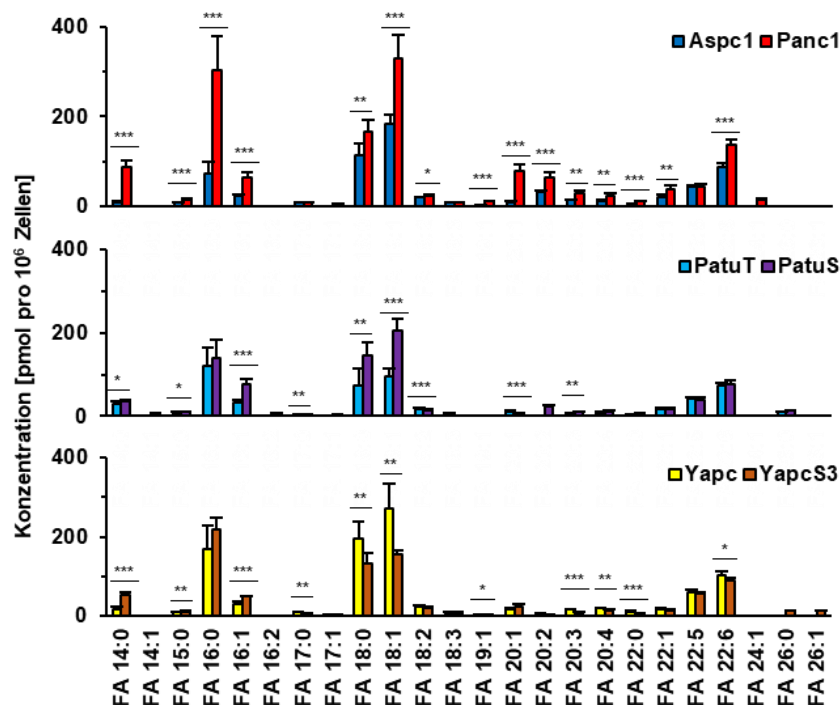 Konzentration [pmol pro 10⁶ Zellen]
400
200
0
Aspc1 Panc1
*** *** *** *** ** *** * *** *** *** ** ** *** ** ***
400
200
0
PatuT PatuS
* * *** ** ** *** *** *** **
400
200
0
Yapc YapcS3
*** ** *** ** ** ** * *** ** *** *
FA 14:0
FA 14:1
FA 15:0
FA 16:0
FA 16:1
FA 16:2
FA 17:0
FA 17:1
FA 18:0
FA 18:1
FA 18:2
FA 18:3
FA 19:1
FA 20:1
FA 20:2
FA 20:3
FA 20:4
FA 22:0
FA 22:1
FA 22:5
FA 22:6
FA 24:1
FA 26:0
FA 26:1